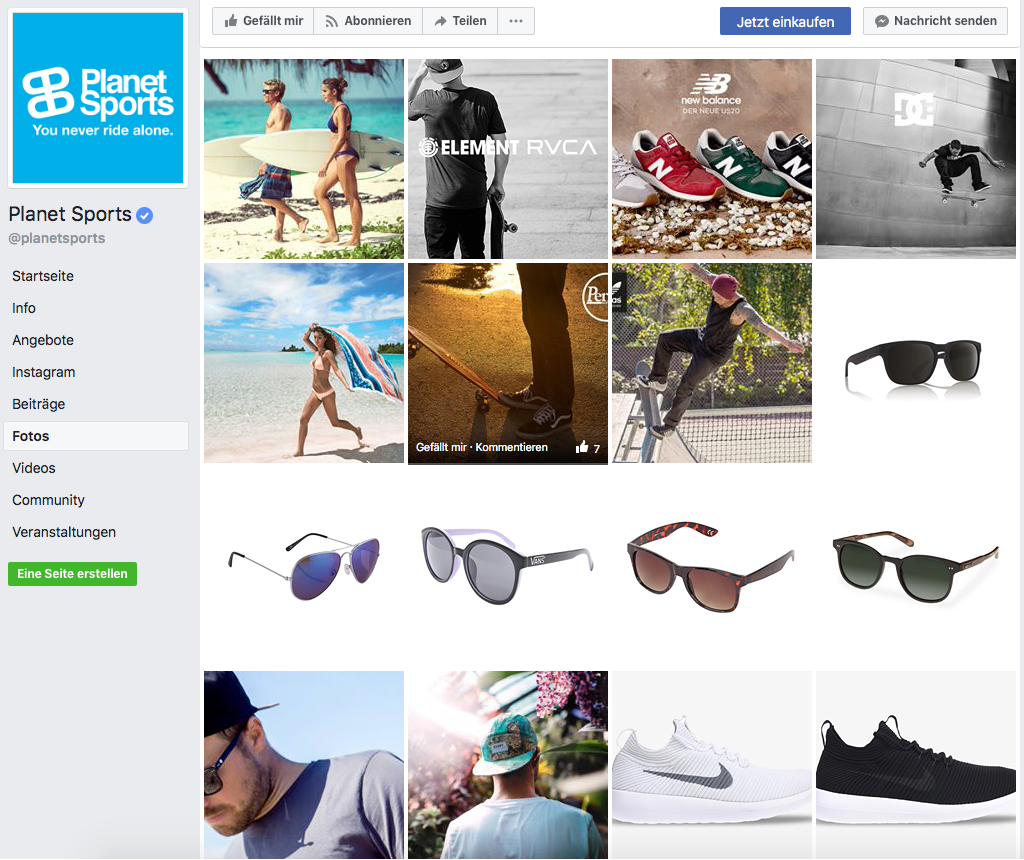 Gefällt mir
Abonnieren
Teilen
Jetzt einkaufen
Nachricht senden
Planet
Sports
You never ride alone.
Planet Sports
@planetsports
Startseite
Info
Angebote
Instagram
Beiträge
Fotos
Videos
Community
Veranstaltungen
Eine Seite erstellen
ELEMENT RVCA
NB
new balance
DER NEUE US20
N
N
N
DC
Gefällt mir · Kommentieren
7
VANS